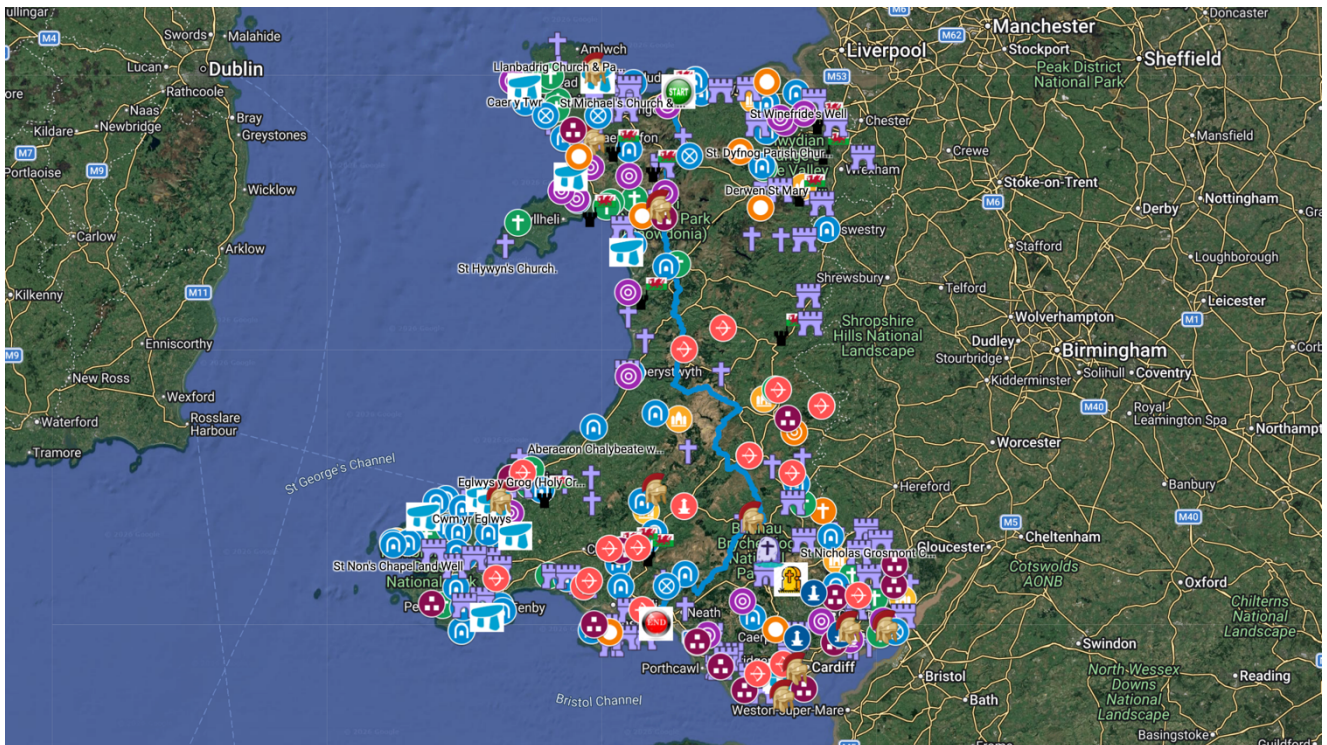 ullingar
M4
Swords
Malahide
Lucan
Dublin
Rathcoole
Naas
Kildare
Newbridge
Bray
Greystones
M7
Portlaoise
M9
Wicklow
Carlow
Arklow
Kilkenny
M11
Enniscorthy
M9
New Ross
Wexford
Rosslare
Harbour
Waterford
Tramore
St George's Channel
Amlwch
Llanbadrig Church & Pa...
START
Caer y Twr
St Michael's Church &...
St Winefride's Well
St. Dyfnog Parish Chur...
Derwen St Mary
St Hywyn's Church.
Aberaeron Chalybeate w...
Eglwys y Grog (Holy Cr...
Cwm yr Eglwys
St Non's Chapel and Well
National Park
St Nicholas Grosmont C...
Neath
END
Porthcawl
Cardiff
Bristol Channel
Weston-super-Mare
M6
Manchester
M62
Doncaster
Liverpool
Stockport
Sheffield
Peak District
National Park
M53
Chester
Mansfield
Crewe
Wrexham
Stoke-on-Trent
Nottingham
M6
Derby
Stafford
Loughborough
Shrewsbury
Telford
Leicester
Wolverhampton
M1
Shropshire
Hills National
Landscape
Dudley
Birmingham
Stourbridge
Solihull
Coventry
Kidderminster
M40
Royal
Leamington Spa
Worcester
Hereford
Banbury
M5
M40
Gloucester
Cheltenham
Cotswolds
AONB
Oxford
Chiltern
National
Landscape
Swindon
Bristol
North Wessex
Downs
National
Landscape
Reading
Bath
Basingstoke